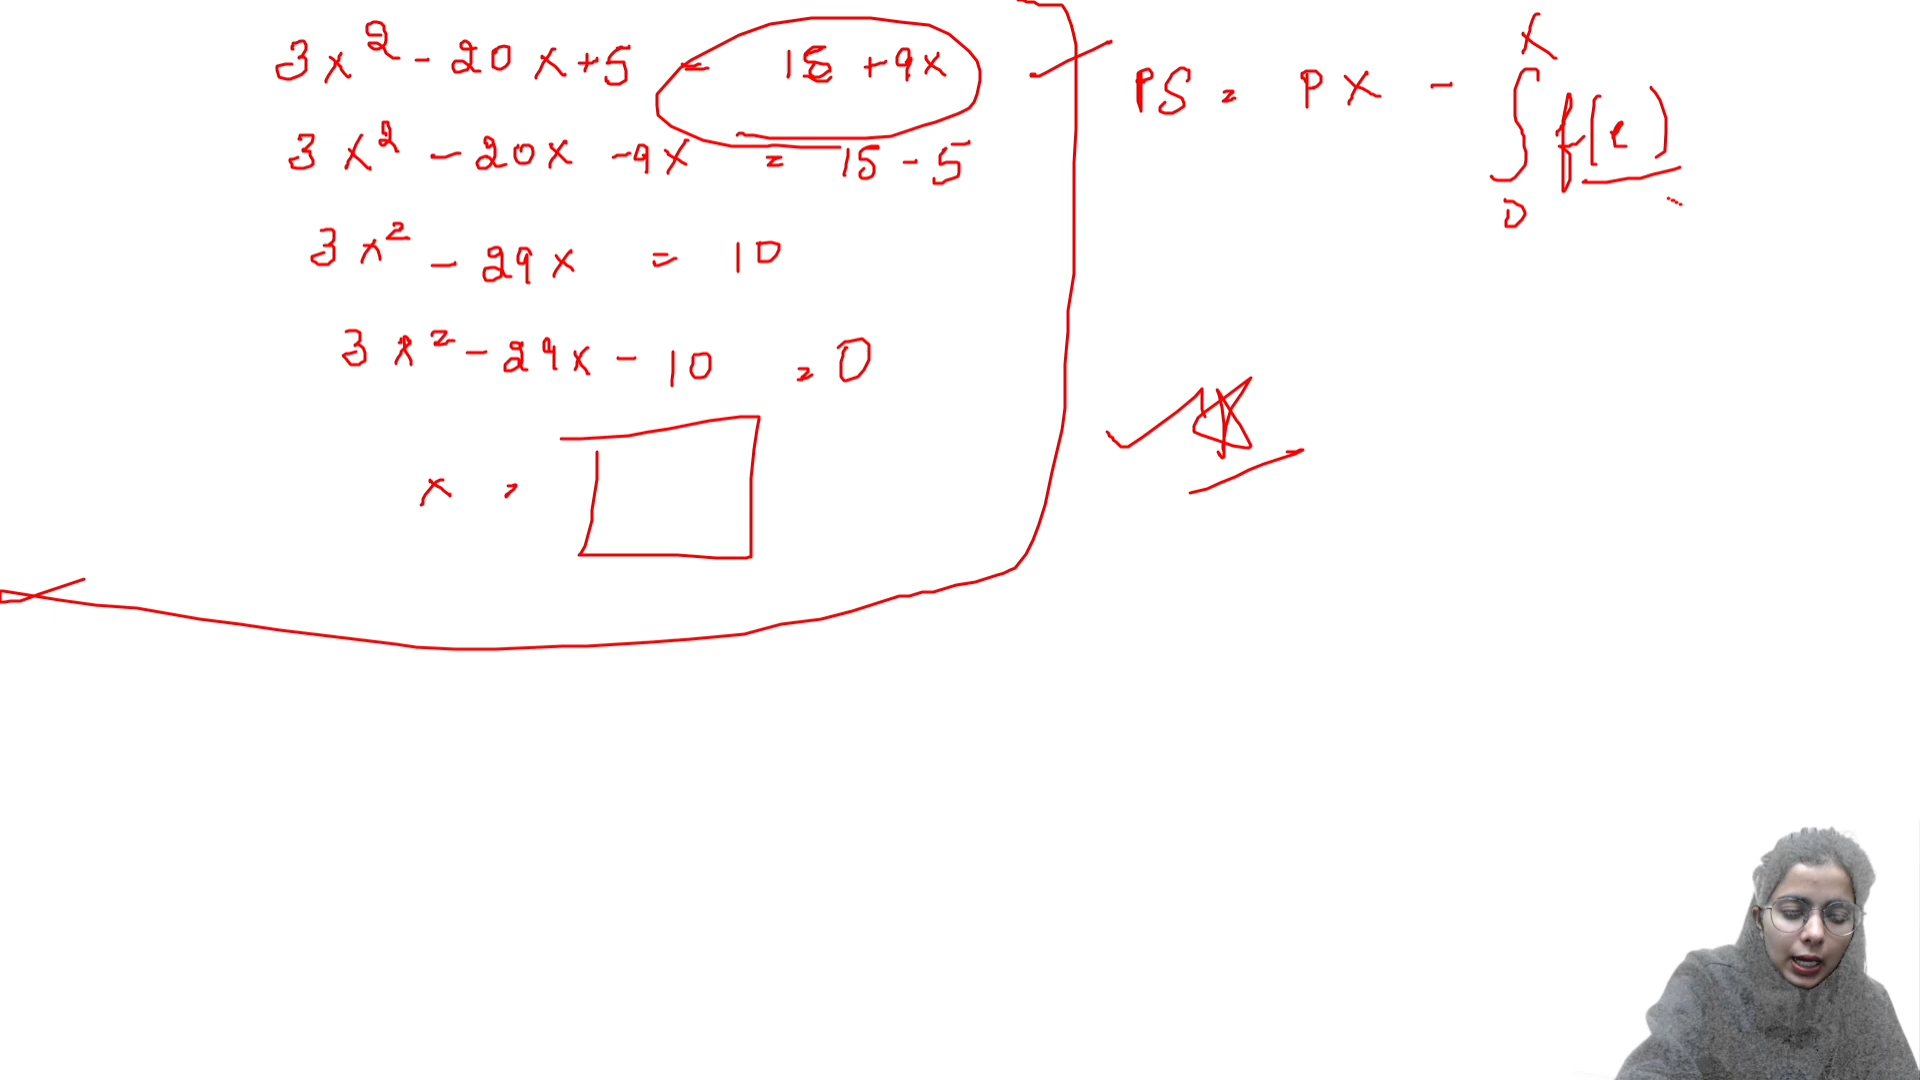 3x² - 20x + 5 = 15 + 9x
3x² - 20x - 9x = 15 - 5
3x² - 29x = 10
3x² - 29x - 10 = 0
x =
PS = PX - ∫₀ˣ f(x)